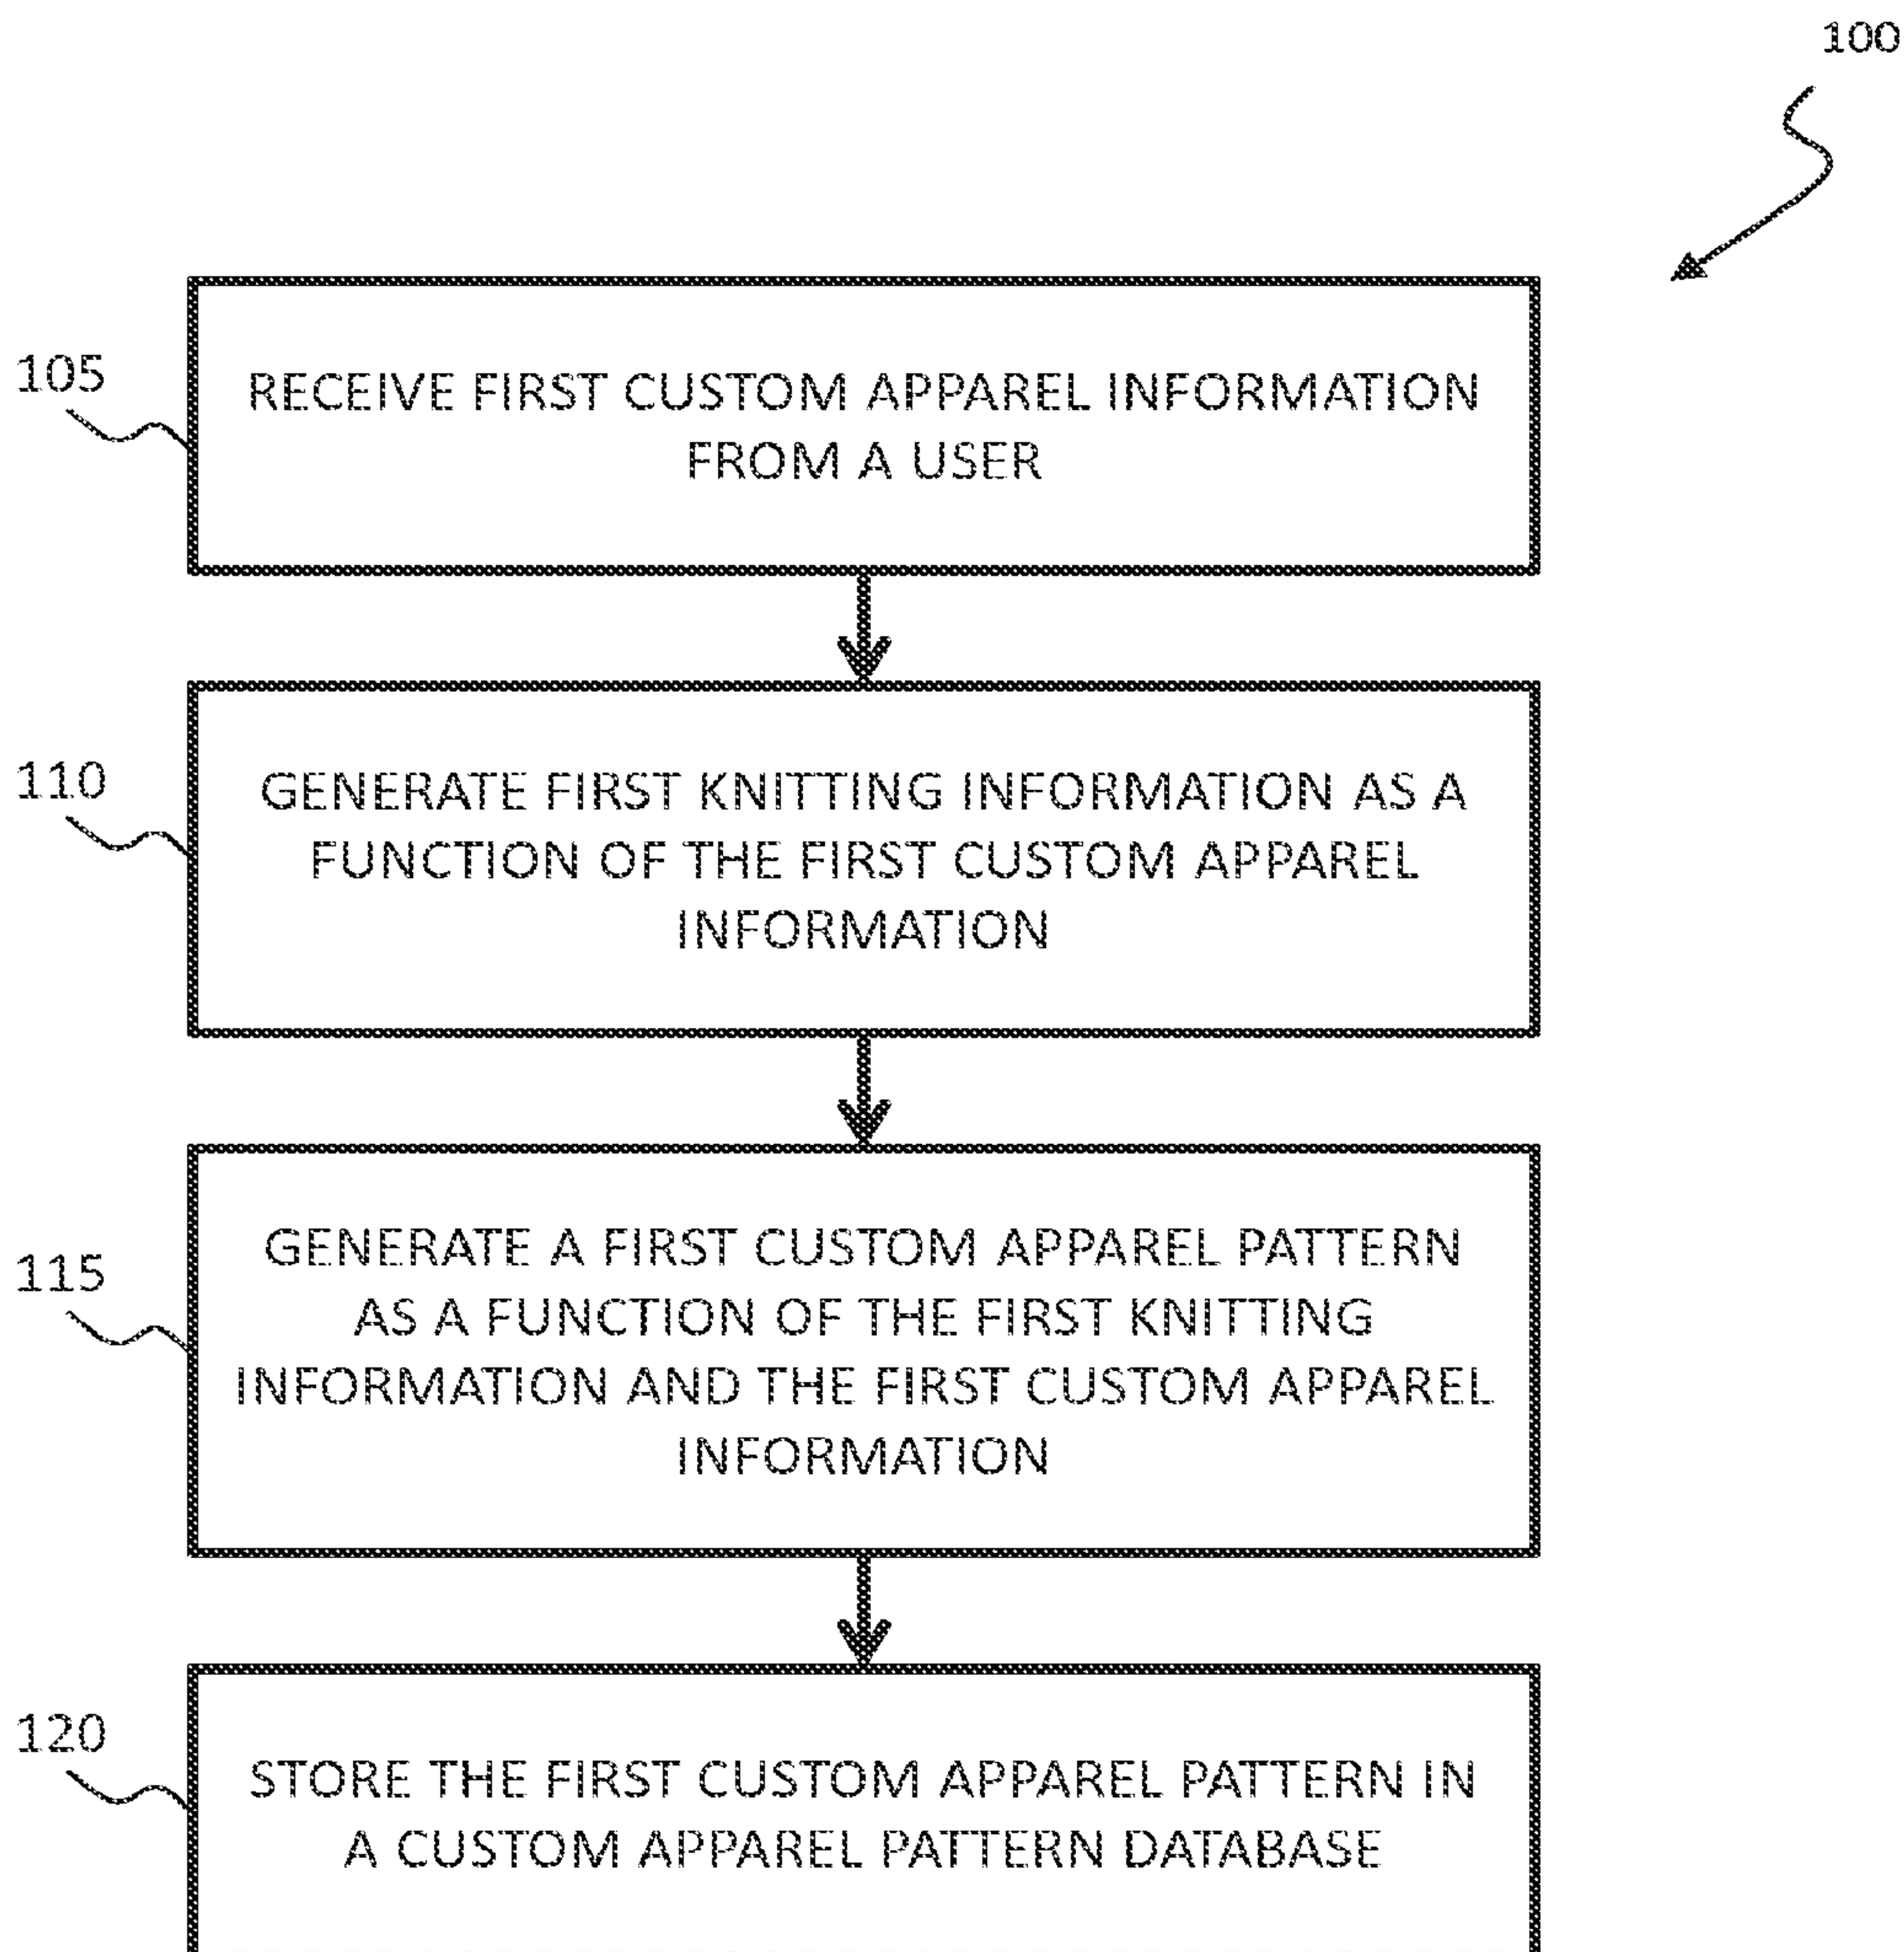 100
105
RECEIVE FIRST CUSTOM APPAREL INFORMATION
FROM A USER
110
GENERATE FIRST KNITTING INFORMATION AS A
FUNCTION OF THE FIRST CUSTOM APPAREL
INFORMATION
115
GENERATE A FIRST CUSTOM APPAREL PATTERN
AS A FUNCTION OF THE FIRST KNITTING
INFORMATION AND THE FIRST CUSTOM APPAREL
INFORMATION
120
STORE THE FIRST CUSTOM APPAREL PATTERN IN
A CUSTOM APPAREL PATTERN DATABASE